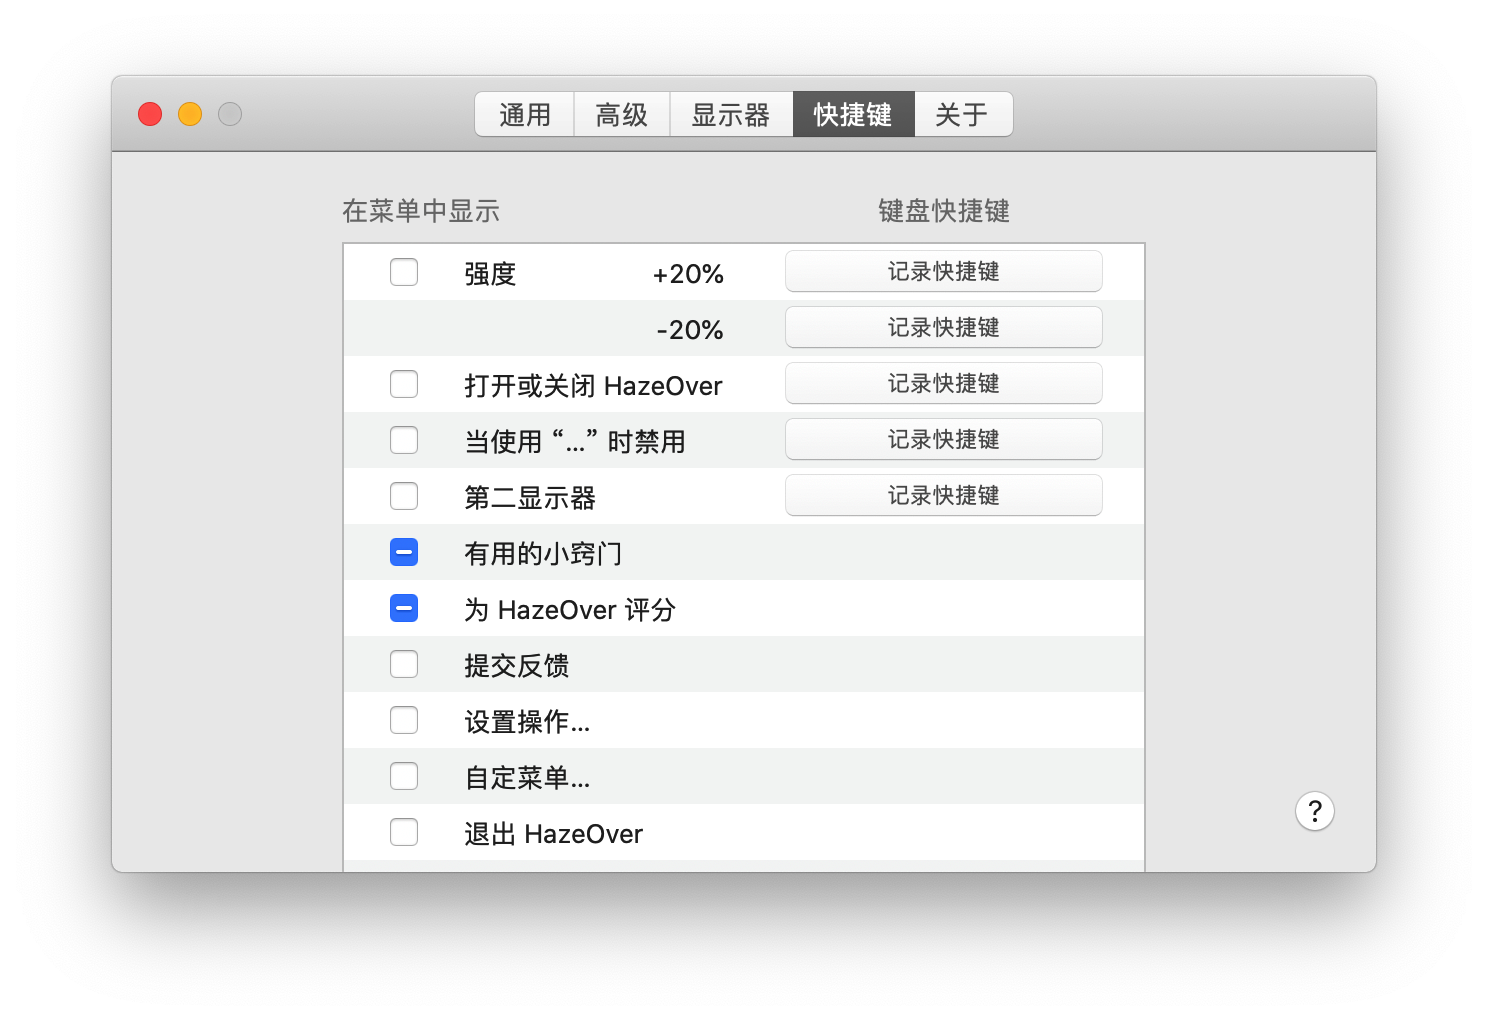 通用 高级 显示器 快捷键 关于
在菜单中显示 键盘快捷键
强度 +20% 记录快捷键
-20% 记录快捷键
打开或关闭 HazeOver 记录快捷键
当使用 “...” 时禁用 记录快捷键
第二显示器 记录快捷键
有用的小窍门
为 HazeOver 评分
提交反馈
设置操作...
自定菜单...
退出 HazeOver
?